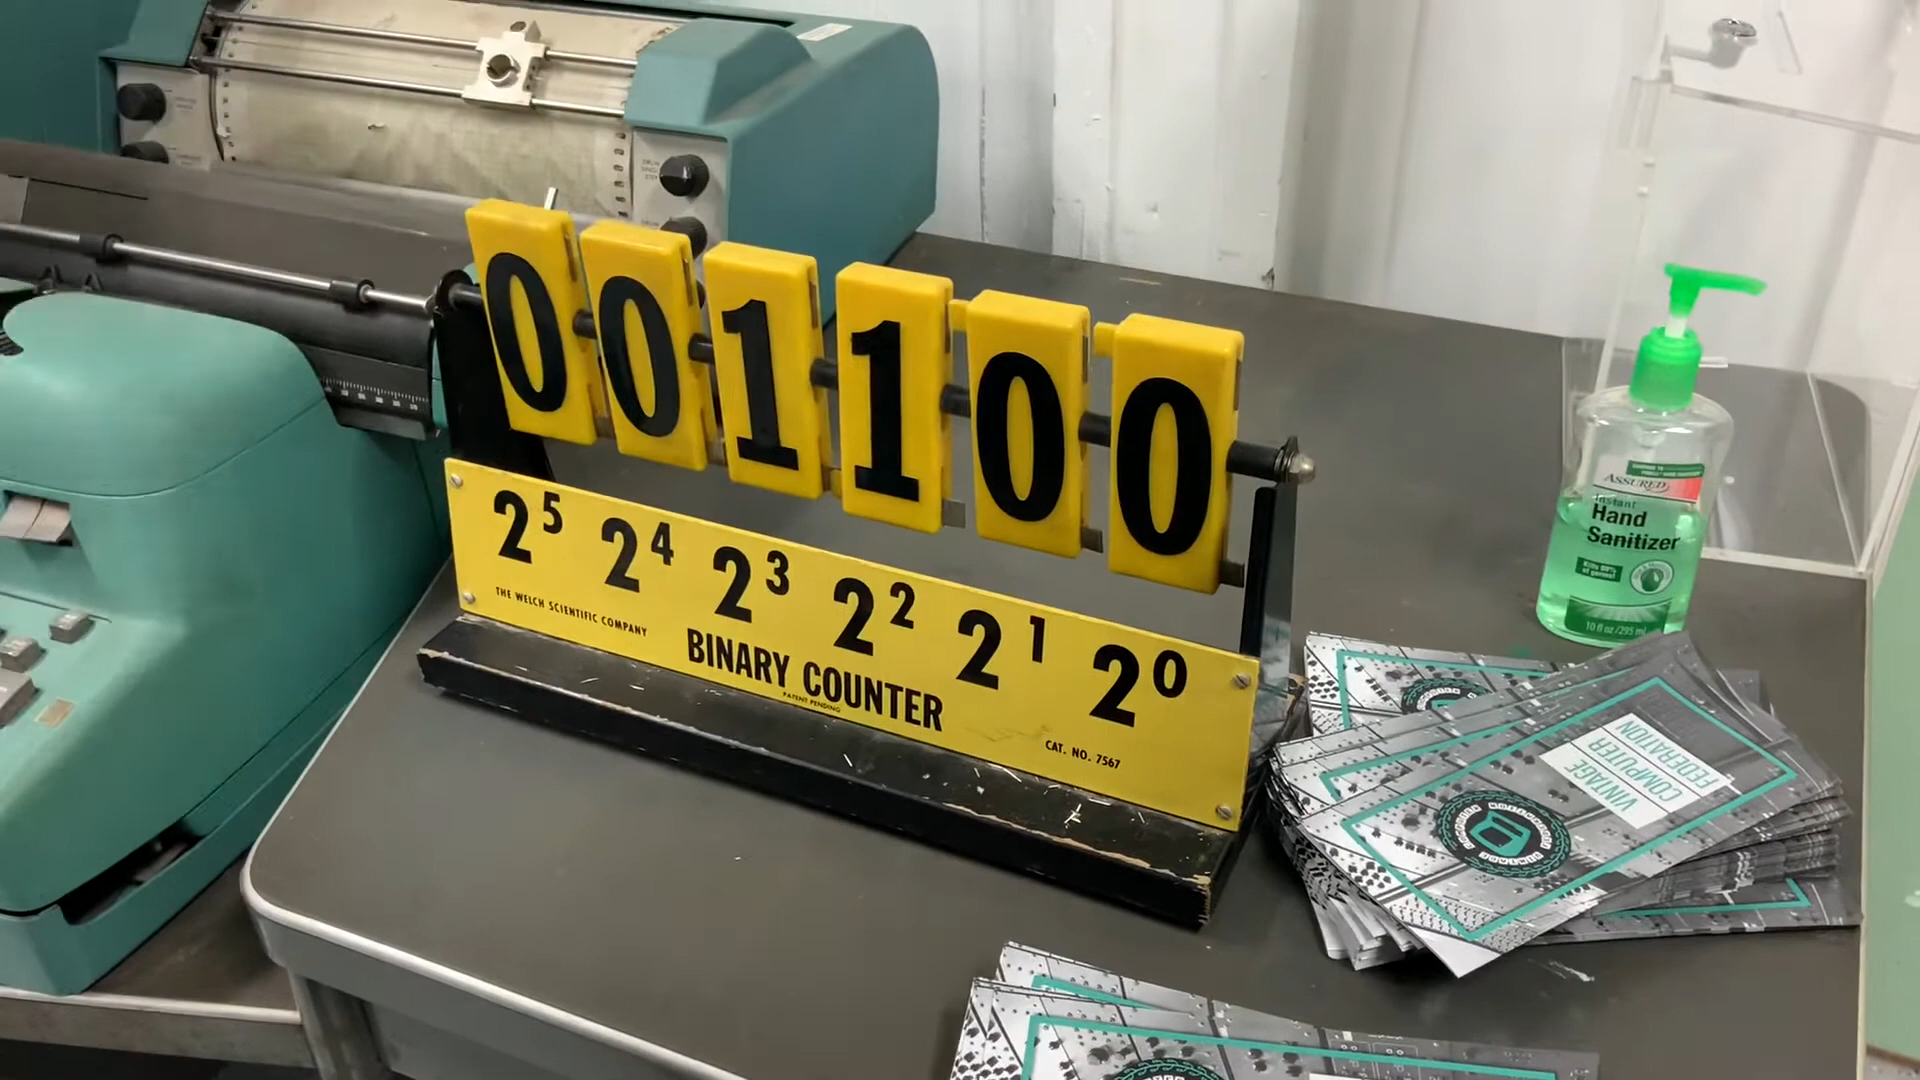 001100
2⁵ 2⁴ 2³ 2² 2¹ 2⁰
THE WELCH SCIENTIFIC COMPANY
BINARY COUNTER
PATENT PENDING
CAT. NO. 7567
ASSURED
Instant
Hand
Sanitizer
10 fl oz/295 ml
VINTAGE
COMPUTER
FEDERATION